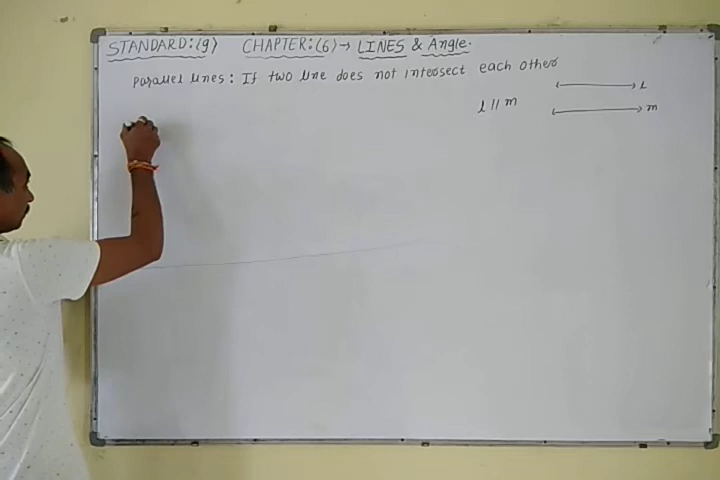 STANDARD:(9) CHAPTER:(6)→ LINES & Angle.
Parallel lines: If two line does not intersect each other
l
l // m
m